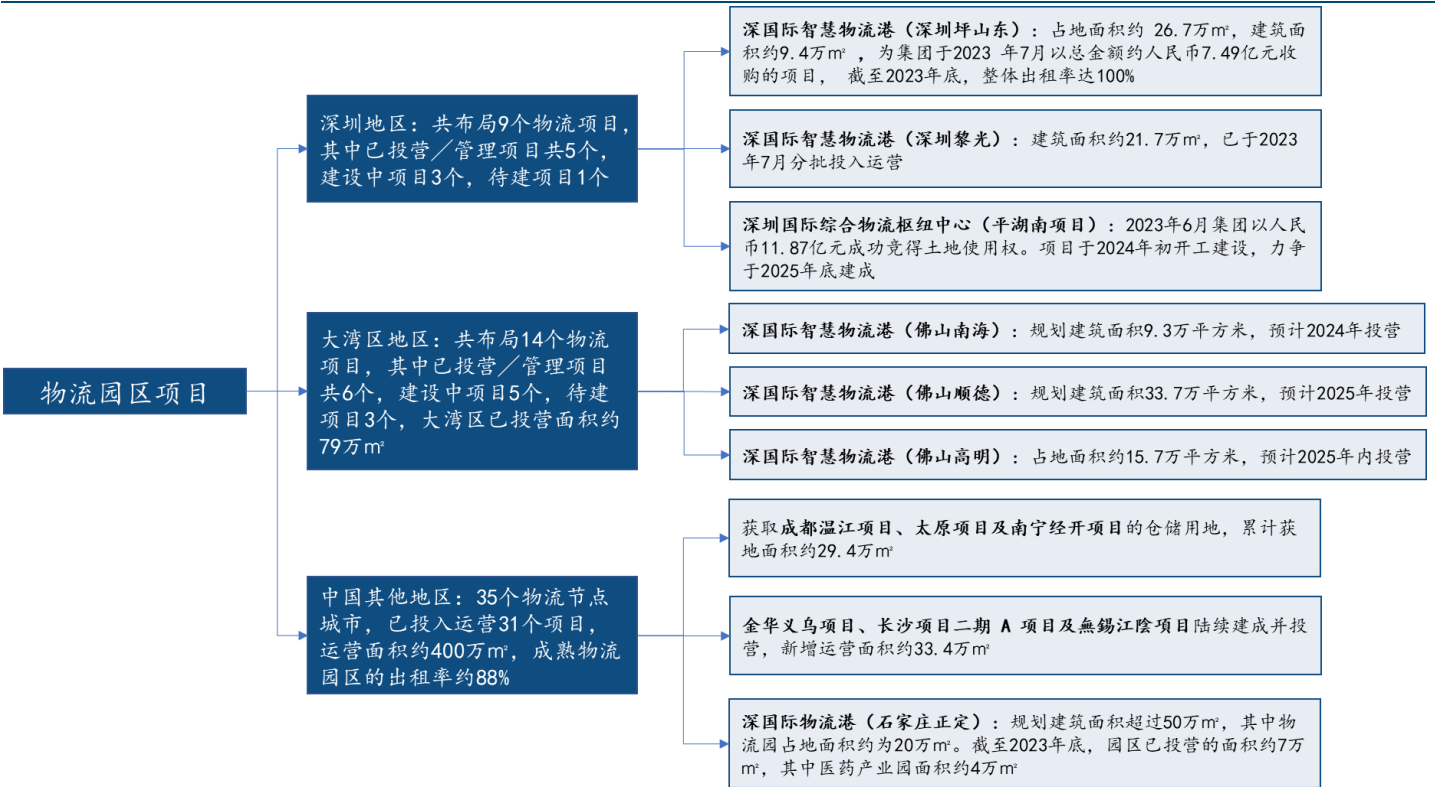 物流园区项目
深圳地区：共布局9个物流项目，
其中已投营／管理项目共5个，
建设中项目3个，待建项目1个
深国际智慧物流港（深圳坪山东）：占地面积约 26.7万㎡，建筑面
积约9.4万㎡ ，为集团于2023 年7月以总金额约人民币7.49亿元收
购的项目， 截至2023年底，整体出租率达100%
深国际智慧物流港（深圳黎光）：建筑面积约21.7万㎡，已于2023
年7月分批投入运营
深圳国际综合物流枢纽中心（平湖南项目）：2023年6月集团以人民
币11.87亿元成功竞得土地使用权。项目于2024年初开工建设，力争
于2025年底建成
大湾区地区：共布局14个物流
项目，其中已投营／管理项目
共6个，建设中项目5个，待建
项目3个，大湾区已投营面积约
79万㎡
深国际智慧物流港（佛山南海）：规划建筑面积9.3万平方米，预计2024年投营
深国际智慧物流港（佛山顺德）：规划建筑面积33.7万平方米，预计2025年投营
深国际智慧物流港（佛山高明）：占地面积约15.7万平方米，预计2025年内投营
中国其他地区：35个物流节点
城市，已投入运营31个项目，
运营面积约400万㎡，成熟物流
园区的出租率约88%
获取成都温江项目、太原项目及南宁经开项目的仓储用地，累计获
地面积约29.4万㎡
金华义乌项目、长沙项目二期 A 项目及無錫江陰项目陆续建成并投
营，新增运营面积约33.4万㎡
深国际物流港（石家庄正定）：规划建筑面积超过50万㎡，其中物
流园占地面积约为20万㎡。截至2023年底，园区已投营的面积约7万
㎡，其中医药产业园面积约4万㎡